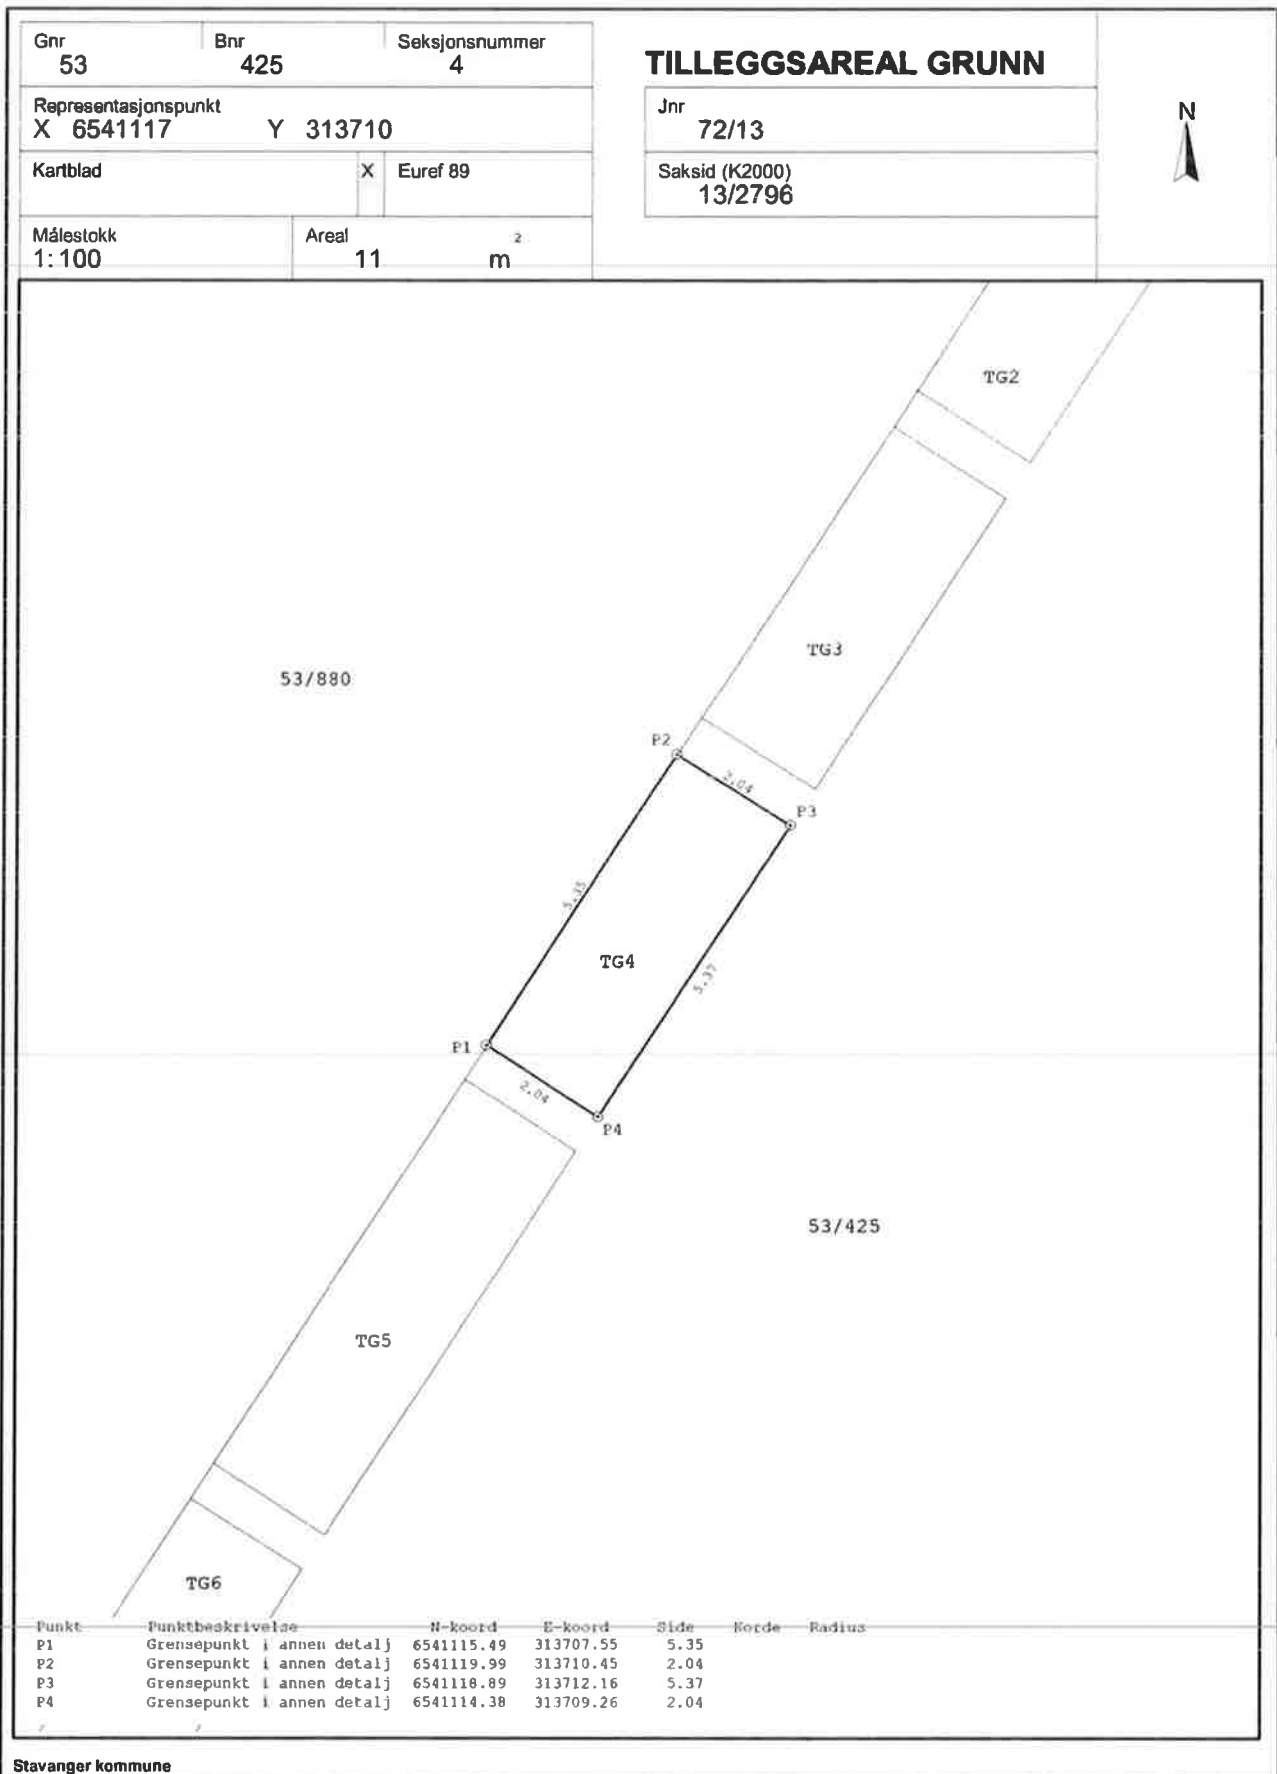 Gnr Bnr Seksjonsnummer
53 425 4
TILLEGGSAREAL GRUNN
Representasjonspunkt
X 6541117 Y 313710
Jnr
72/13
N
Kartblad X Euref 89
Saksid (K2000)
13/2796
Målestokk Areal 2
1:100 11 m
TG2
TG3
53/880
P2
2.04
P3
5.35
TG4
5.37
P1
2.04
P4
53/425
TG5
TG6
Punkt Punktbeskrivelse N-koord E-koord Side Norde Radius
P1 Grensepunkt i annen detalj 6541115.49 313707.55 5.35
P2 Grensepunkt i annen detalj 6541119.99 313710.45 2.04
P3 Grensepunkt i annen detalj 6541118.89 313712.16 5.37
P4 Grensepunkt i annen detalj 6541114.38 313709.26 2.04
Stavanger kommune